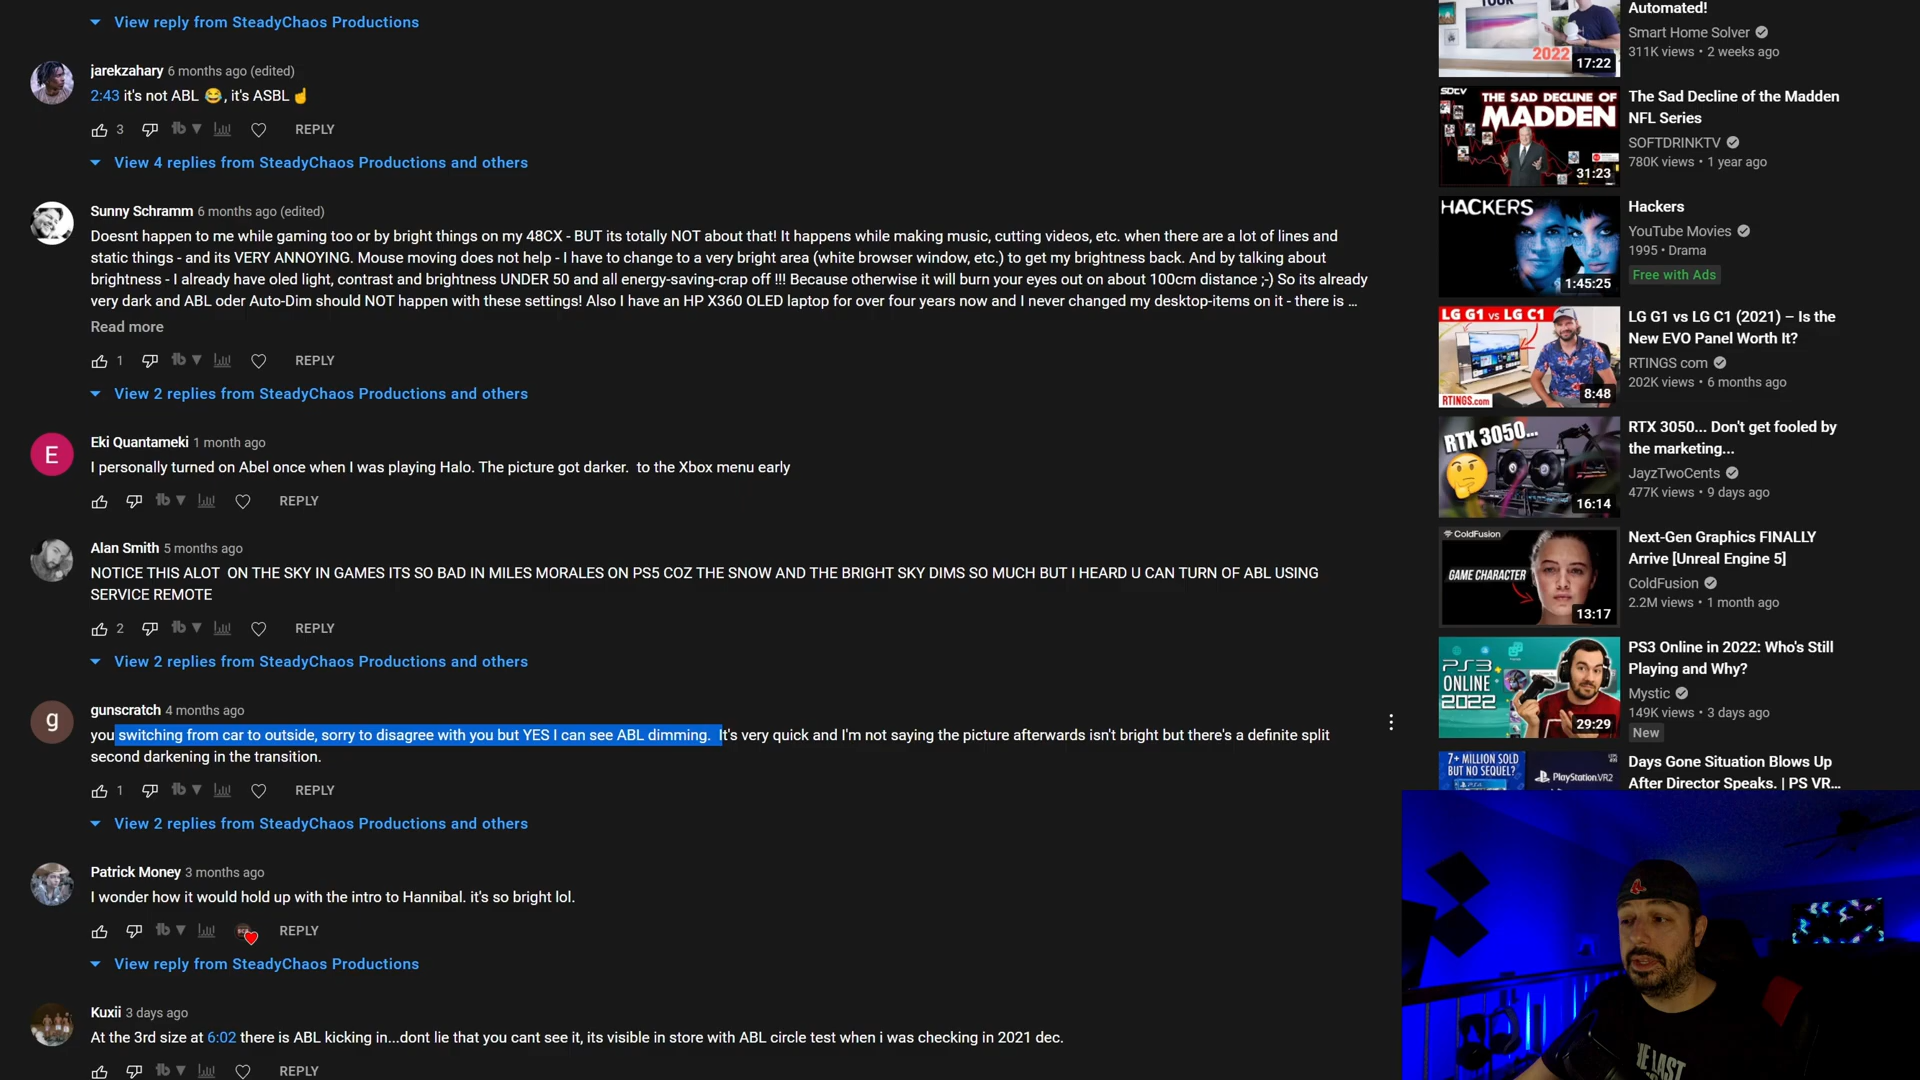 View reply from SteadyChaos Productions
jarekzahary 6 months ago (edited)
2:43 it's not ABL 😂, it's ASBL ☝
3 REPLY
View 4 replies from SteadyChaos Productions and others
Sunny Schramm 6 months ago (edited)
Doesnt happen to me while gaming too or by bright things on my 48CX - BUT its totally NOT about that! It happens while making music, cutting videos, etc. when there are a lot of lines and
static things - and its VERY ANNOYING. Mouse moving does not help - I have to change to a very bright area (white browser window, etc.) to get my brightness back. And by talking about
brightness - I already have oled light, contrast and brightness UNDER 50 and all energy-saving-crap off !!! Because otherwise it will burn your eyes out on about 100cm distance ;-) So its already
very dark and ABL oder Auto-Dim should NOT happen with these settings! Also I have an HP X360 OLED laptop for over four years now and I never changed my desktop-items on it - there is ...
Read more
1 REPLY
View 2 replies from SteadyChaos Productions and others
E
Eki Quantameki 1 month ago
I personally turned on Abel once when I was playing Halo. The picture got darker. to the Xbox menu early
REPLY
Alan Smith 5 months ago
NOTICE THIS ALOT ON THE SKY IN GAMES ITS SO BAD IN MILES MORALES ON PS5 COZ THE SNOW AND THE BRIGHT SKY DIMS SO MUCH BUT I HEARD U CAN TURN OF ABL USING
SERVICE REMOTE
2 REPLY
View 2 replies from SteadyChaos Productions and others
g
gunscratch 4 months ago
you switching from car to outside, sorry to disagree with you but YES I can see ABL dimming. It's very quick and I'm not saying the picture afterwards isn't bright but there's a definite split
second darkening in the transition.
1 REPLY
View 2 replies from SteadyChaos Productions and others
Patrick Money 3 months ago
I wonder how it would hold up with the intro to Hannibal. it's so bright lol.
REPLY
View reply from SteadyChaos Productions
Kuxii 3 days ago
At the 3rd size at 6:02 there is ABL kicking in...dont lie that you cant see it, its visible in store with ABL circle test when i was checking in 2021 dec.
REPLY
TOUR
2022
17:22
Automated!
Smart Home Solver
311K views • 2 weeks ago
SDTV
THE SAD DECLINE OF
MADDEN
31:23
The Sad Decline of the Madden
NFL Series
SOFTDRINKTV
780K views • 1 year ago
HACKERS
1:45:25
Hackers
YouTube Movies
1995 • Drama
Free with Ads
LG G1 vs LG C1
RTINGS.com
8:48
LG G1 vs LG C1 (2021) – Is the
New EVO Panel Worth It?
RTINGS com
202K views • 6 months ago
RTX 3050...
16:14
RTX 3050... Don't get fooled by
the marketing...
JayzTwoCents
477K views • 9 days ago
ColdFusion
GAME CHARACTER
13:17
Next-Gen Graphics FINALLY
Arrive [Unreal Engine 5]
ColdFusion
2.2M views • 1 month ago
PS3
ONLINE
2022
29:29
PS3 Online in 2022: Who's Still
Playing and Why?
Mystic
149K views • 3 days ago
New
7+ MILLION SOLD
BUT NO SEQUEL?
PlayStation VR2
Days Gone Situation Blows Up
After Director Speaks. | PS VR...
THE LAST